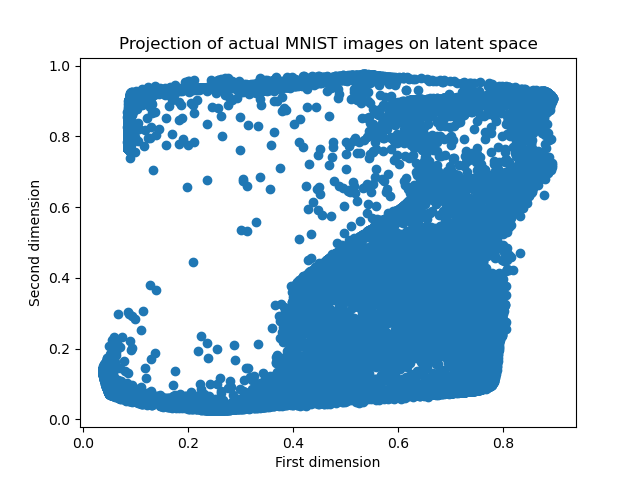 Projection of actual MNIST images on latent space
1.0
0.8
0.6
0.4
0.2
0.0
Second dimension
0.0 0.2 0.4 0.6 0.8
First dimension